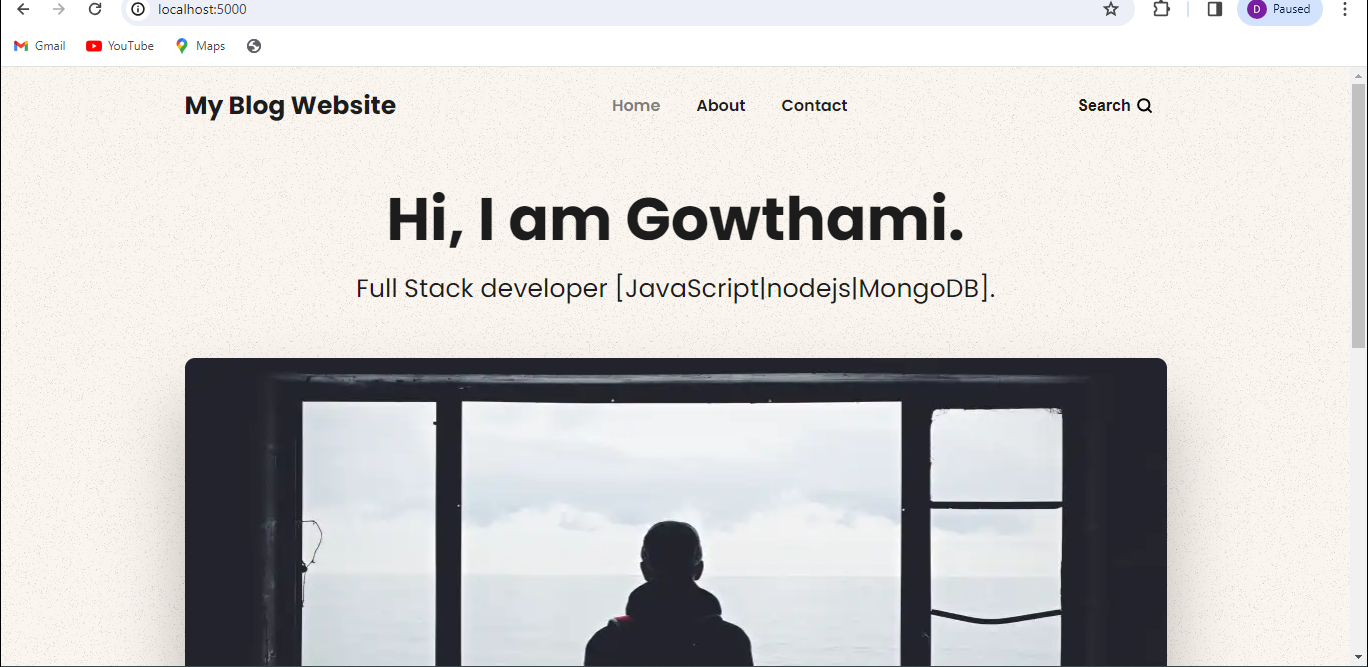 localhost:5000
D Paused
Gmail YouTube Maps
My Blog Website Home About Contact Search
Hi, I am Gowthami.
Full Stack developer [JavaScript|nodejs|MongoDB].